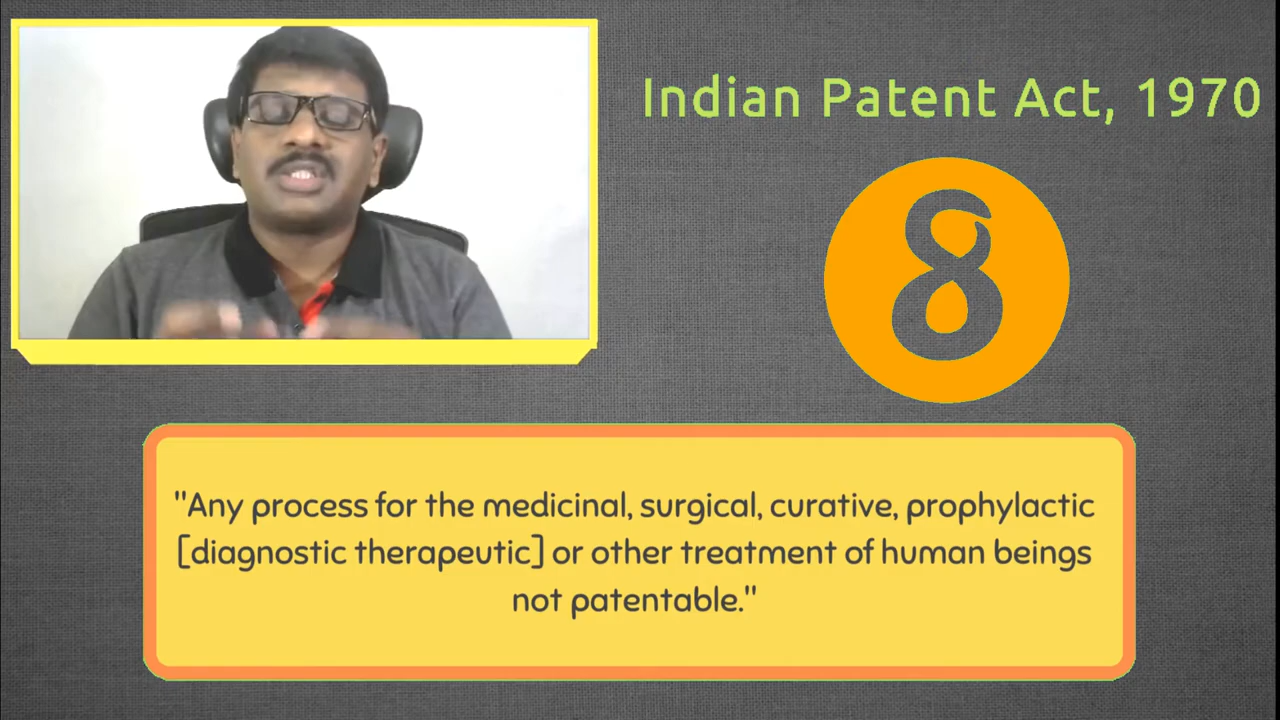 Indian Patent Act, 1970
8
"Any process for the medicinal, surgical, curative, prophylactic
[diagnostic therapeutic] or other treatment of human beings
not patentable."